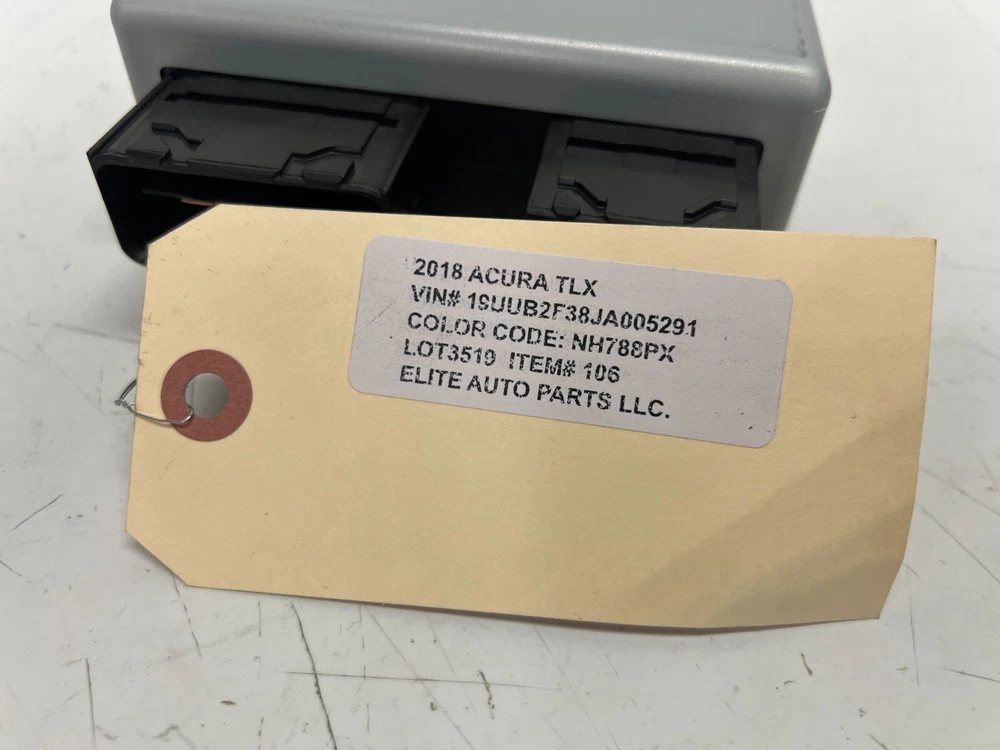 2018 ACURA TLX
VIN# 19UUB2F38JA005291
COLOR CODE: NH788PX
LOT3519 ITEM# 106
ELITE AUTO PARTS LLC.